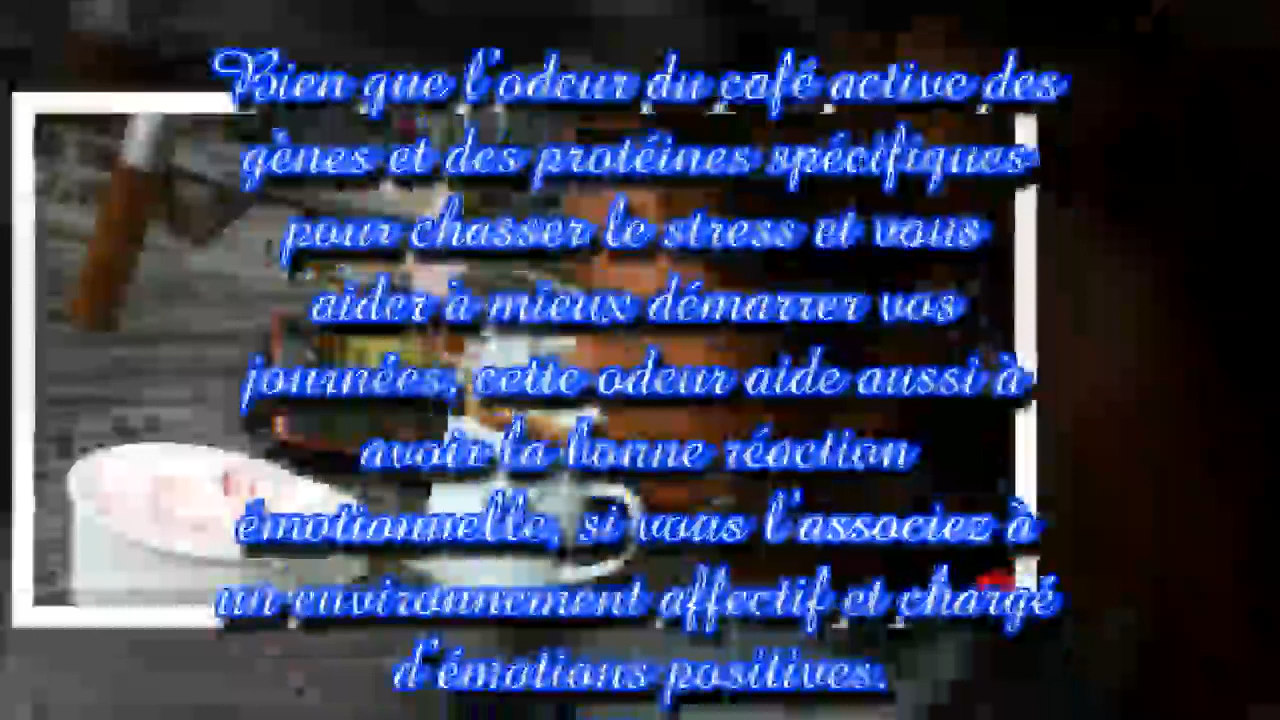 Bien que l'odeur du café active des
gènes et des protéines spécifiques
pour chasser le stress et vous
aider à mieux démarrer vos
journées, cette odeur aide aussi à
avoir la bonne réaction
émotionnelle, si vous l'associez à
un environnement affectif et chargé
d'émotions positives.